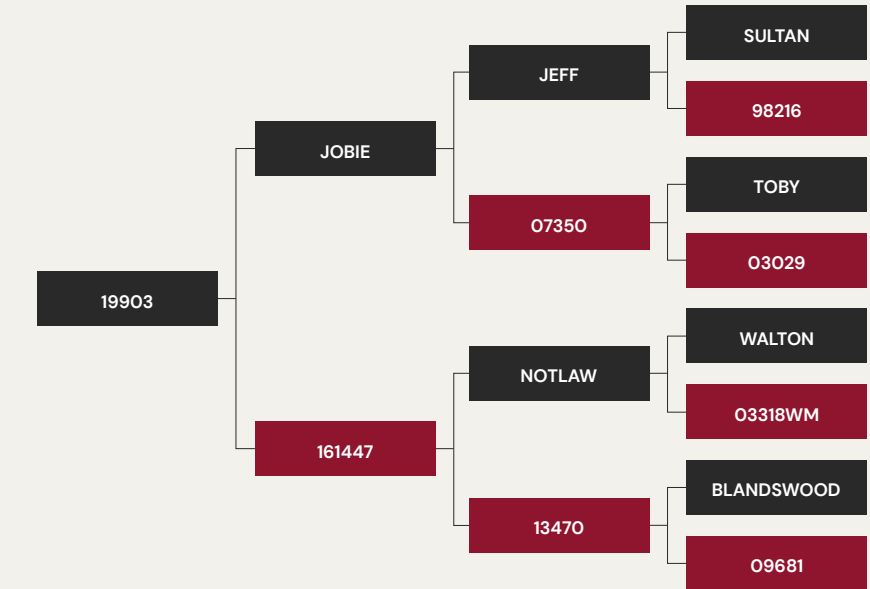 SULTAN
JEFF
98216
JOBIE
TOBY
07350
03029
19903
WALTON
NOTLAW
03318WM
161447
BLANDSWOOD
13470
09681